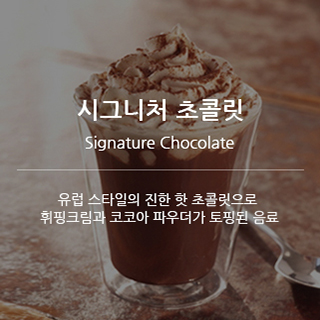 시그니처 초콜릿
Signature Chocolate
유럽 스타일의 진한 핫 초콜릿으로
휘핑크림과 코코아 파우더가 토핑된 음료